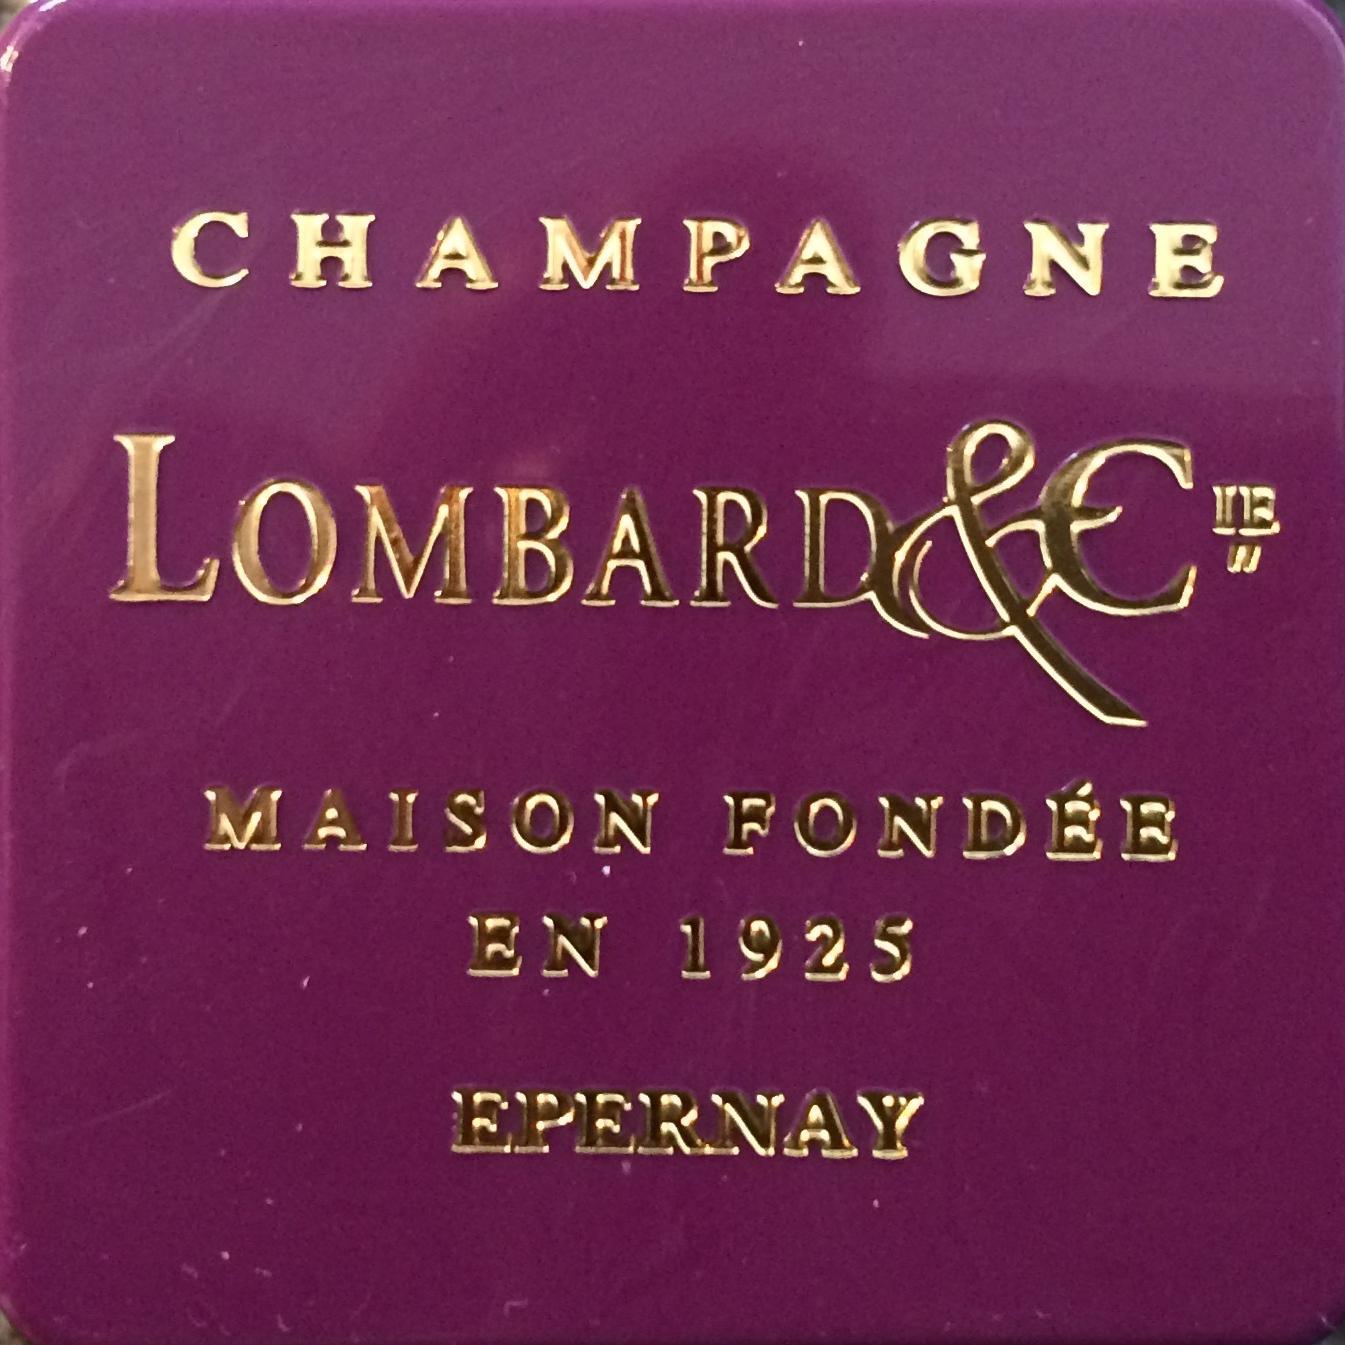 CHAMPAGNE
LOMBARD & CIE
MAISON FONDÉE
EN 1925
EPERNAY